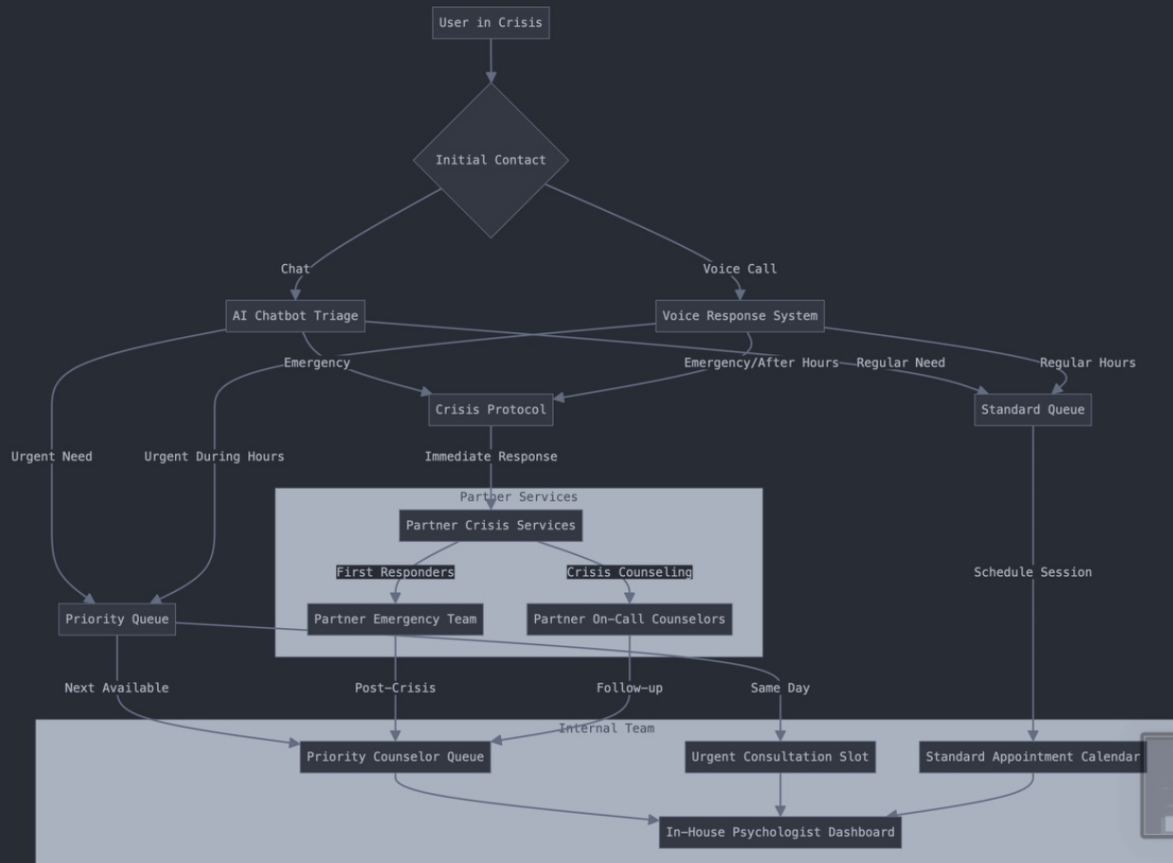 User in Crisis
Initial Contact
Chat
Voice Call
AI Chatbot Triage
Voice Response System
Emergency
Emergency/After Hours
Regular Need
Regular Hours
Crisis Protocol
Standard Queue
Urgent Need
Urgent During Hours
Immediate Response
Partner Services
Partner Crisis Services
First Responders
Crisis Counseling
Schedule Session
Priority Queue
Partner Emergency Team
Partner On-Call Counselors
Next Available
Post-Crisis
Follow-up
Same Day
Internal Team
Priority Counselor Queue
Urgent Consultation Slot
Standard Appointment Calendar
In-House Psychologist Dashboard